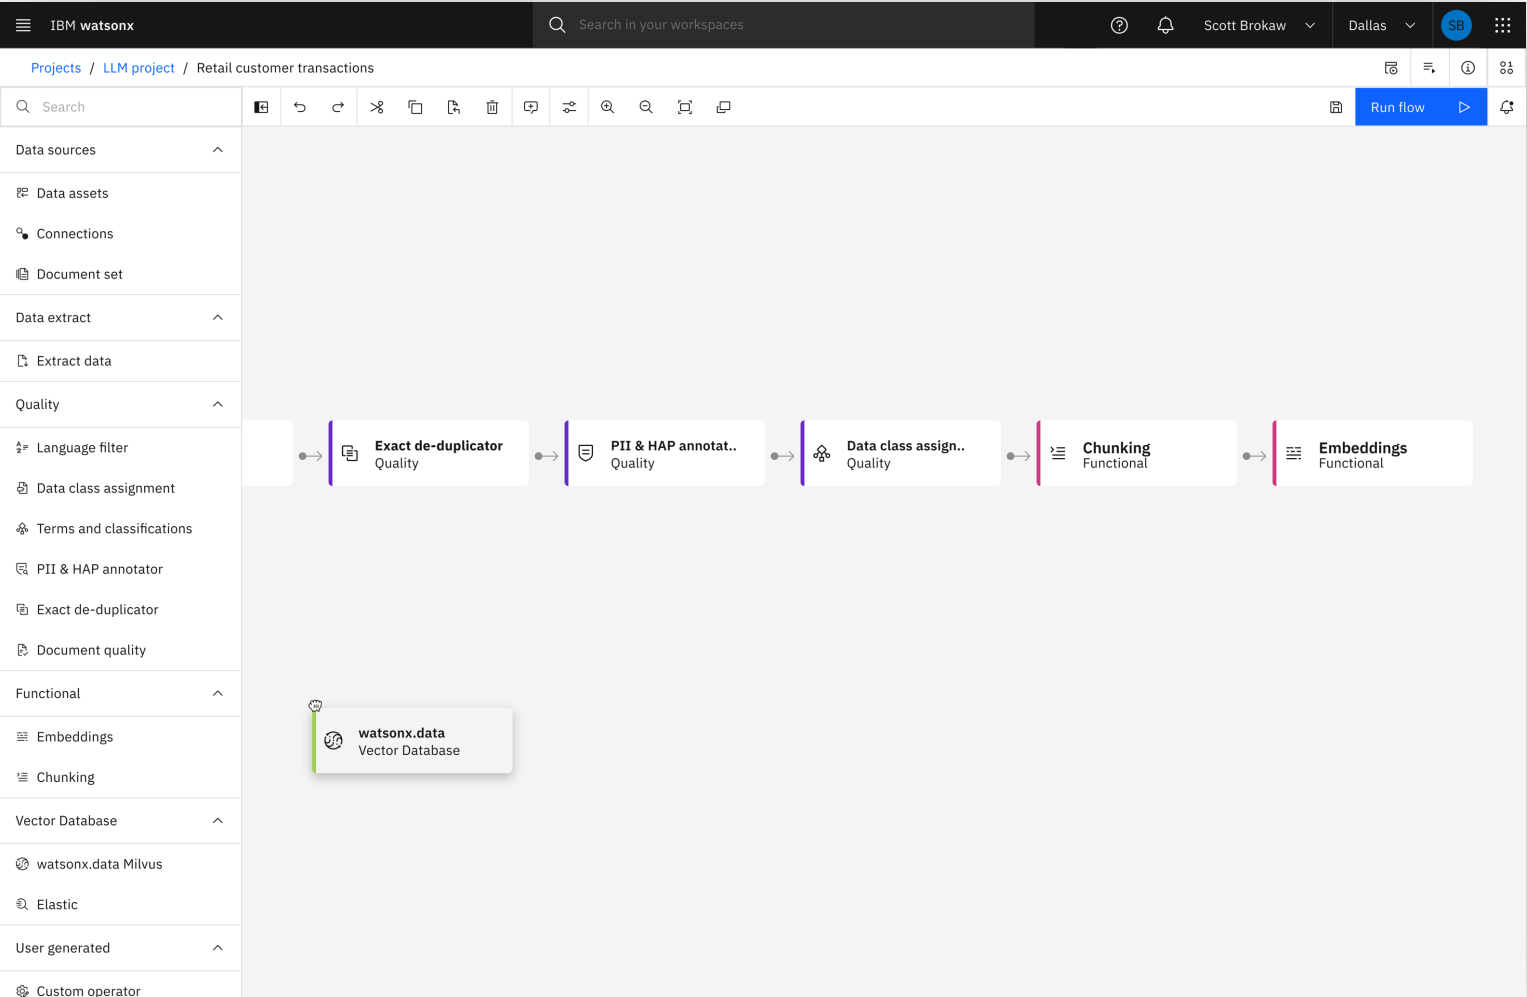 IBM watsonx
Search in your workspaces
Scott Brokaw
Dallas
SB
Projects / LLM project / Retail customer transactions
Search
Run flow
Data sources
Data assets
Connections
Document set
Data extract
Extract data
Quality
Language filter
Data class assignment
Terms and classifications
PII & HAP annotator
Exact de-duplicator
Document quality
Functional
Embeddings
Chunking
Vector Database
watsonx.data Milvus
Elastic
User generated
Custom operator
Exact de-duplicator
Quality
PII & HAP annotat..
Quality
Data class assign..
Quality
Chunking
Functional
Embeddings
Functional
watsonx.data
Vector Database